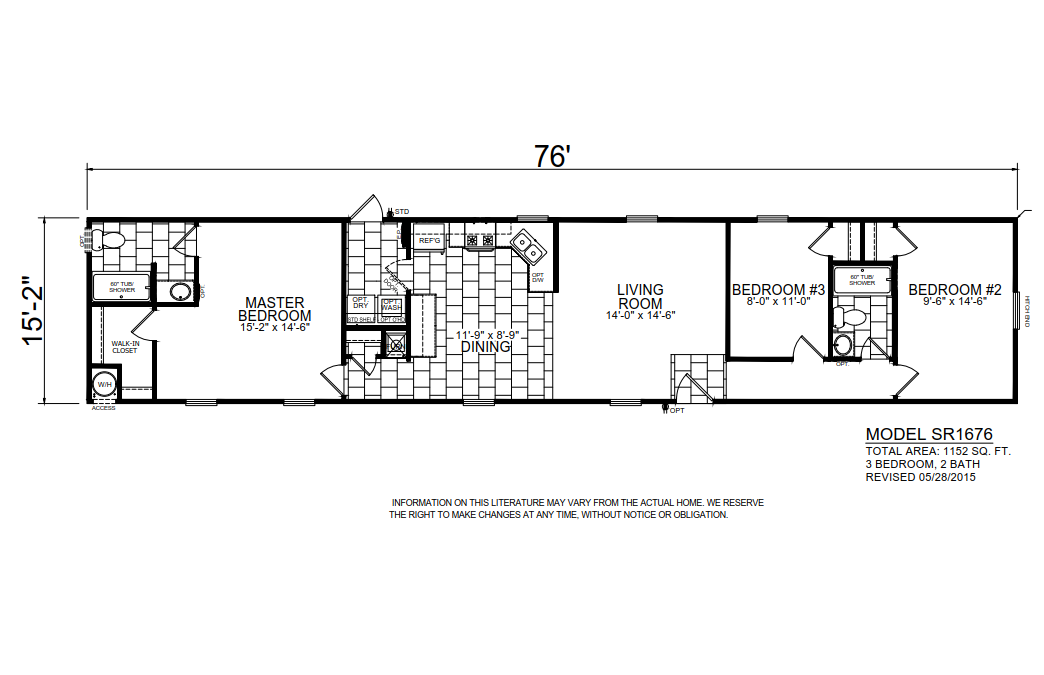 76'
15'-2"
STD
OPT.
60" TUB/
SHOWER
OPT.
MASTER
BEDROOM
15'-2" x 14'-6"
WALK-IN
CLOSET
W/H
ACCESS
E.P.
REF'G
OPT.
DOOR
OPT.
DRY
OPT.
WASH
STD SHELF
OPT O'HD
OPT
D/W
11'-9" x 8'-9"
DINING
LIVING
ROOM
14'-0" x 14'-6"
OPT
BEDROOM #3
8'-0" x 11'-0"
60" TUB/
SHOWER
OPT.
BEDROOM #2
9'-6" x 14'-6"
HITCH END
MODEL SR1676
TOTAL AREA: 1152 SQ. FT.
3 BEDROOM, 2 BATH
REVISED 05/28/2015
INFORMATION ON THIS LITERATURE MAY VARY FROM THE ACTUAL HOME. WE RESERVE
THE RIGHT TO MAKE CHANGES AT ANY TIME, WITHOUT NOTICE OR OBLIGATION.